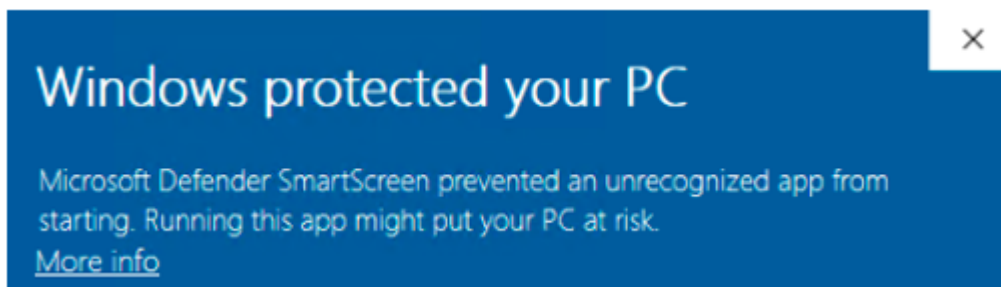 Windows protected your PC
Microsoft Defender SmartScreen prevented an unrecognized app from
starting. Running this app might put your PC at risk.
More info